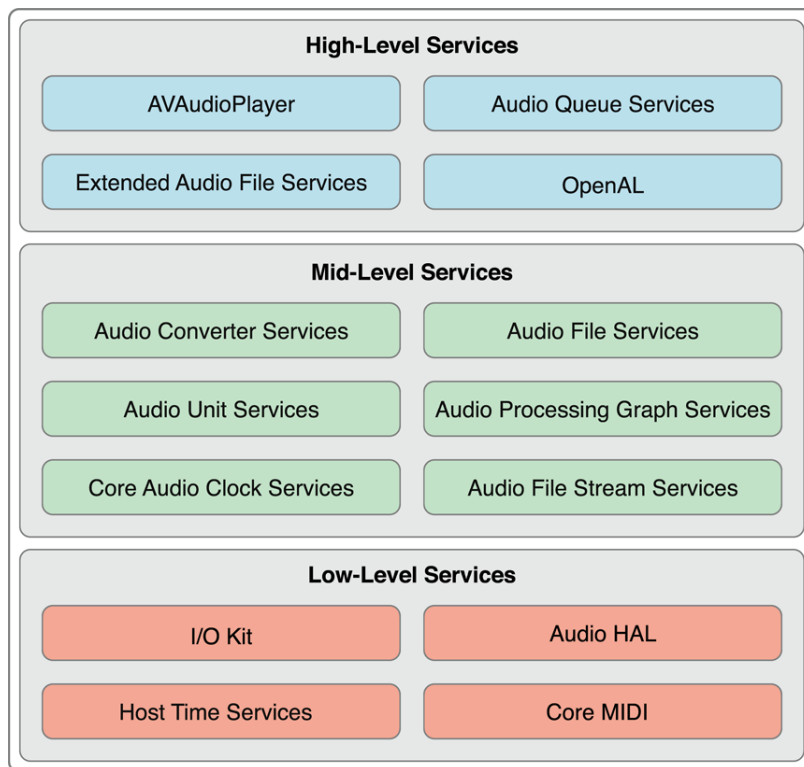 High-Level Services
AVAudioPlayer
Audio Queue Services
Extended Audio File Services
OpenAL
Mid-Level Services
Audio Converter Services
Audio File Services
Audio Unit Services
Audio Processing Graph Services
Core Audio Clock Services
Audio File Stream Services
Low-Level Services
I/O Kit
Audio HAL
Host Time Services
Core MIDI